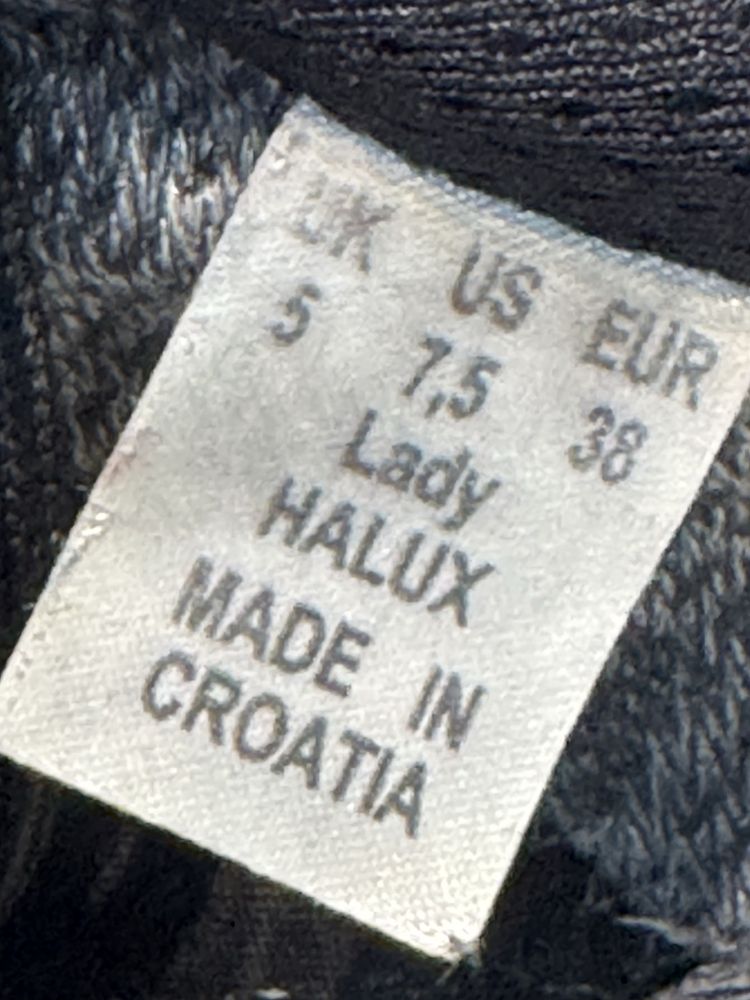 UK US EUR
5 7,5 38
Lady
HALUX
MADE IN
CROATIA